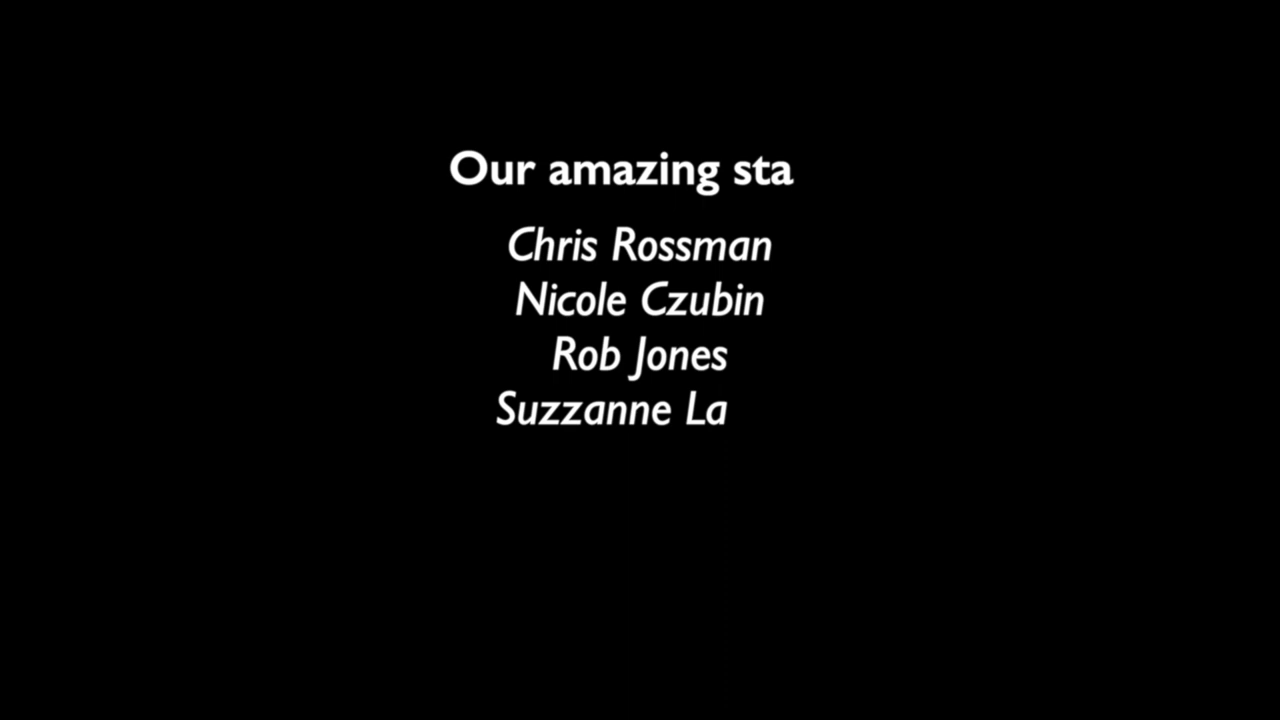 Our amazing sta
Chris Rossman
Nicole Czubin
Rob Jones
Suzzanne La